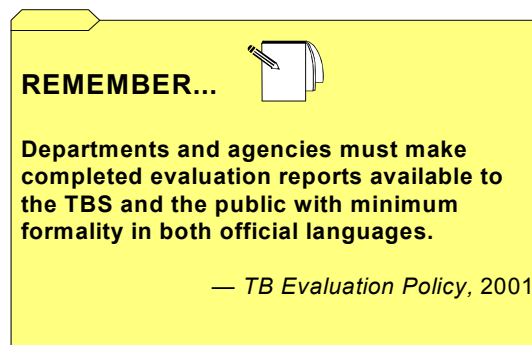 REMEMBER...
Departments and agencies must make
completed evaluation reports available to
the TBS and the public with minimum
formality in both official languages.
— TB Evaluation Policy, 2001